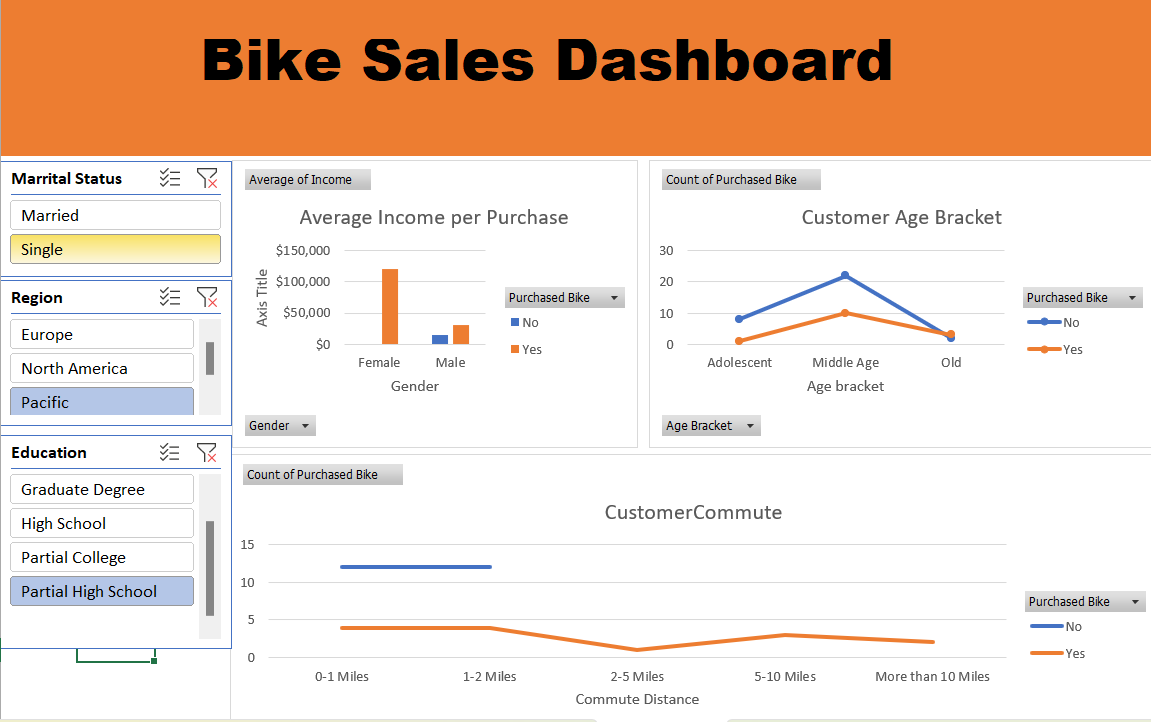 Bike Sales Dashboard
Marrital Status
Married
Single
Region
Europe
North America
Pacific
Education
Graduate Degree
High School
Partial College
Partial High School
Average of Income
Average Income per Purchase
$150,000
$100,000
$50,000
$0
Axis Title
Female
Male
Gender
Purchased Bike
No
Yes
Gender
Count of Purchased Bike
Customer Age Bracket
30
20
10
0
Adolescent
Middle Age
Old
Age bracket
Purchased Bike
No
Yes
Age Bracket
Count of Purchased Bike
CustomerCommute
15
10
5
0
0-1 Miles
1-2 Miles
2-5 Miles
5-10 Miles
More than 10 Miles
Commute Distance
Purchased Bike
No
Yes